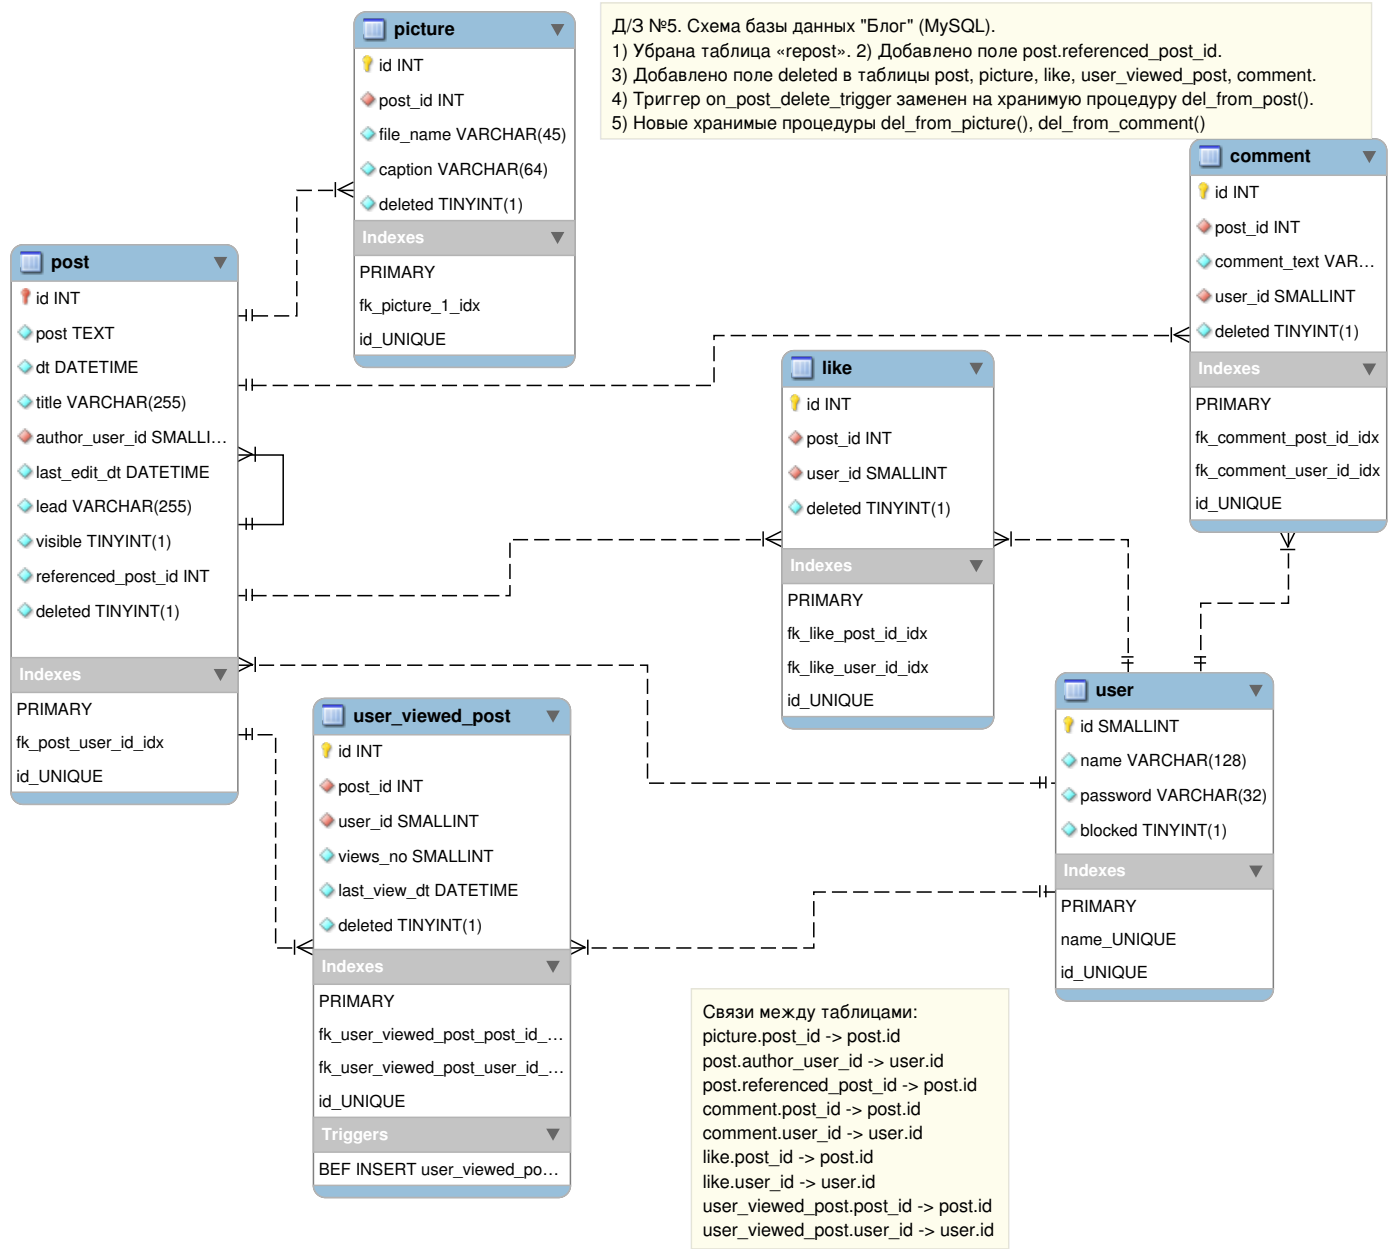 Д/З №5. Схема базы данных "Блог" (MySQL).
1) Убрана таблица «repost». 2) Добавлено поле post.referenced_post_id.
3) Добавлено поле deleted в таблицы post, picture, like, user_viewed_post, comment.
4) Триггер on_post_delete_trigger заменен на хранимую процедуру del_from_post().
5) Новые хранимые процедуры del_from_picture(), del_from_comment()
picture
id INT
post_id INT
file_name VARCHAR(45)
caption VARCHAR(64)
deleted TINYINT(1)
Indexes
PRIMARY
fk_picture_1_idx
id_UNIQUE
comment
id INT
post_id INT
comment_text VAR...
user_id SMALLINT
deleted TINYINT(1)
Indexes
PRIMARY
fk_comment_post_id_idx
fk_comment_user_id_idx
id_UNIQUE
post
id INT
post TEXT
dt DATETIME
title VARCHAR(255)
author_user_id SMALLI...
last_edit_dt DATETIME
lead VARCHAR(255)
visible TINYINT(1)
referenced_post_id INT
deleted TINYINT(1)
Indexes
PRIMARY
fk_post_user_id_idx
id_UNIQUE
like
id INT
post_id INT
user_id SMALLINT
deleted TINYINT(1)
Indexes
PRIMARY
fk_like_post_id_idx
fk_like_user_id_idx
id_UNIQUE
user_viewed_post
id INT
post_id INT
user_id SMALLINT
views_no SMALLINT
last_view_dt DATETIME
deleted TINYINT(1)
Indexes
PRIMARY
fk_user_viewed_post_post_id_...
fk_user_viewed_post_user_id_...
id_UNIQUE
Triggers
BEF INSERT user_viewed_po...
user
id SMALLINT
name VARCHAR(128)
password VARCHAR(32)
blocked TINYINT(1)
Indexes
PRIMARY
name_UNIQUE
id_UNIQUE
Связи между таблицами:
picture.post_id -> post.id
post.author_user_id -> user.id
post.referenced_post_id -> post.id
comment.post_id -> post.id
comment.user_id -> user.id
like.post_id -> post.id
like.user_id -> user.id
user_viewed_post.post_id -> post.id
user_viewed_post.user_id -> user.id